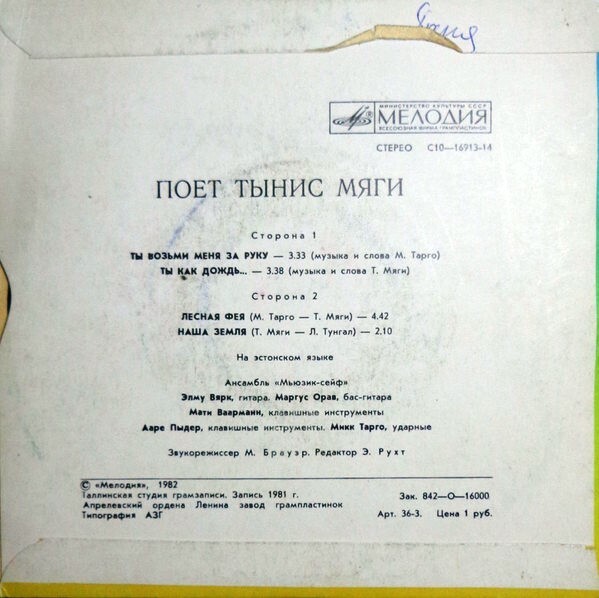 Таня
МИНИСТЕРСТВО КУЛЬТУРЫ СССР
МЕЛОДИЯ
ВСЕСОЮЗНАЯ ФИРМА ГРАМПЛАСТИНОК
СТЕРЕО С10—16913-14
ПОЕТ ТЫНИС МЯГИ
Сторона 1
ТЫ ВОЗЬМИ МЕНЯ ЗА РУКУ — 3.33 (музыка и слова М. Тарго)
ТЫ КАК ДОЖДЬ... — 3.38 (музыка и слова Т. Мяги)
Сторона 2
ЛЕСНАЯ ФЕЯ (М. Тарго — Т. Мяги) — 4.42
НАША ЗЕМЛЯ (Т. Мяги — Л. Тунгал) — 2.10
На эстонском языке
Ансамбль «Мьюзик-сейф»
Элму Вярк, гитара. Маргус Орав, бас-гитара
Мати Ваарманн, клавишные инструменты
Ааре Пыдер, клавишные инструменты. Микк Тарго, ударные
Звукорежиссер М. Брауэр. Редактор Э. Рухт
© «Мелодия», 1982
Таллинская студия грамзаписи. Запись 1981 г.
Апрелевский ордена Ленина завод грампластинок
Типография АЗГ
Зак. 842—О—16000
Арт. 36-3. Цена 1 руб.